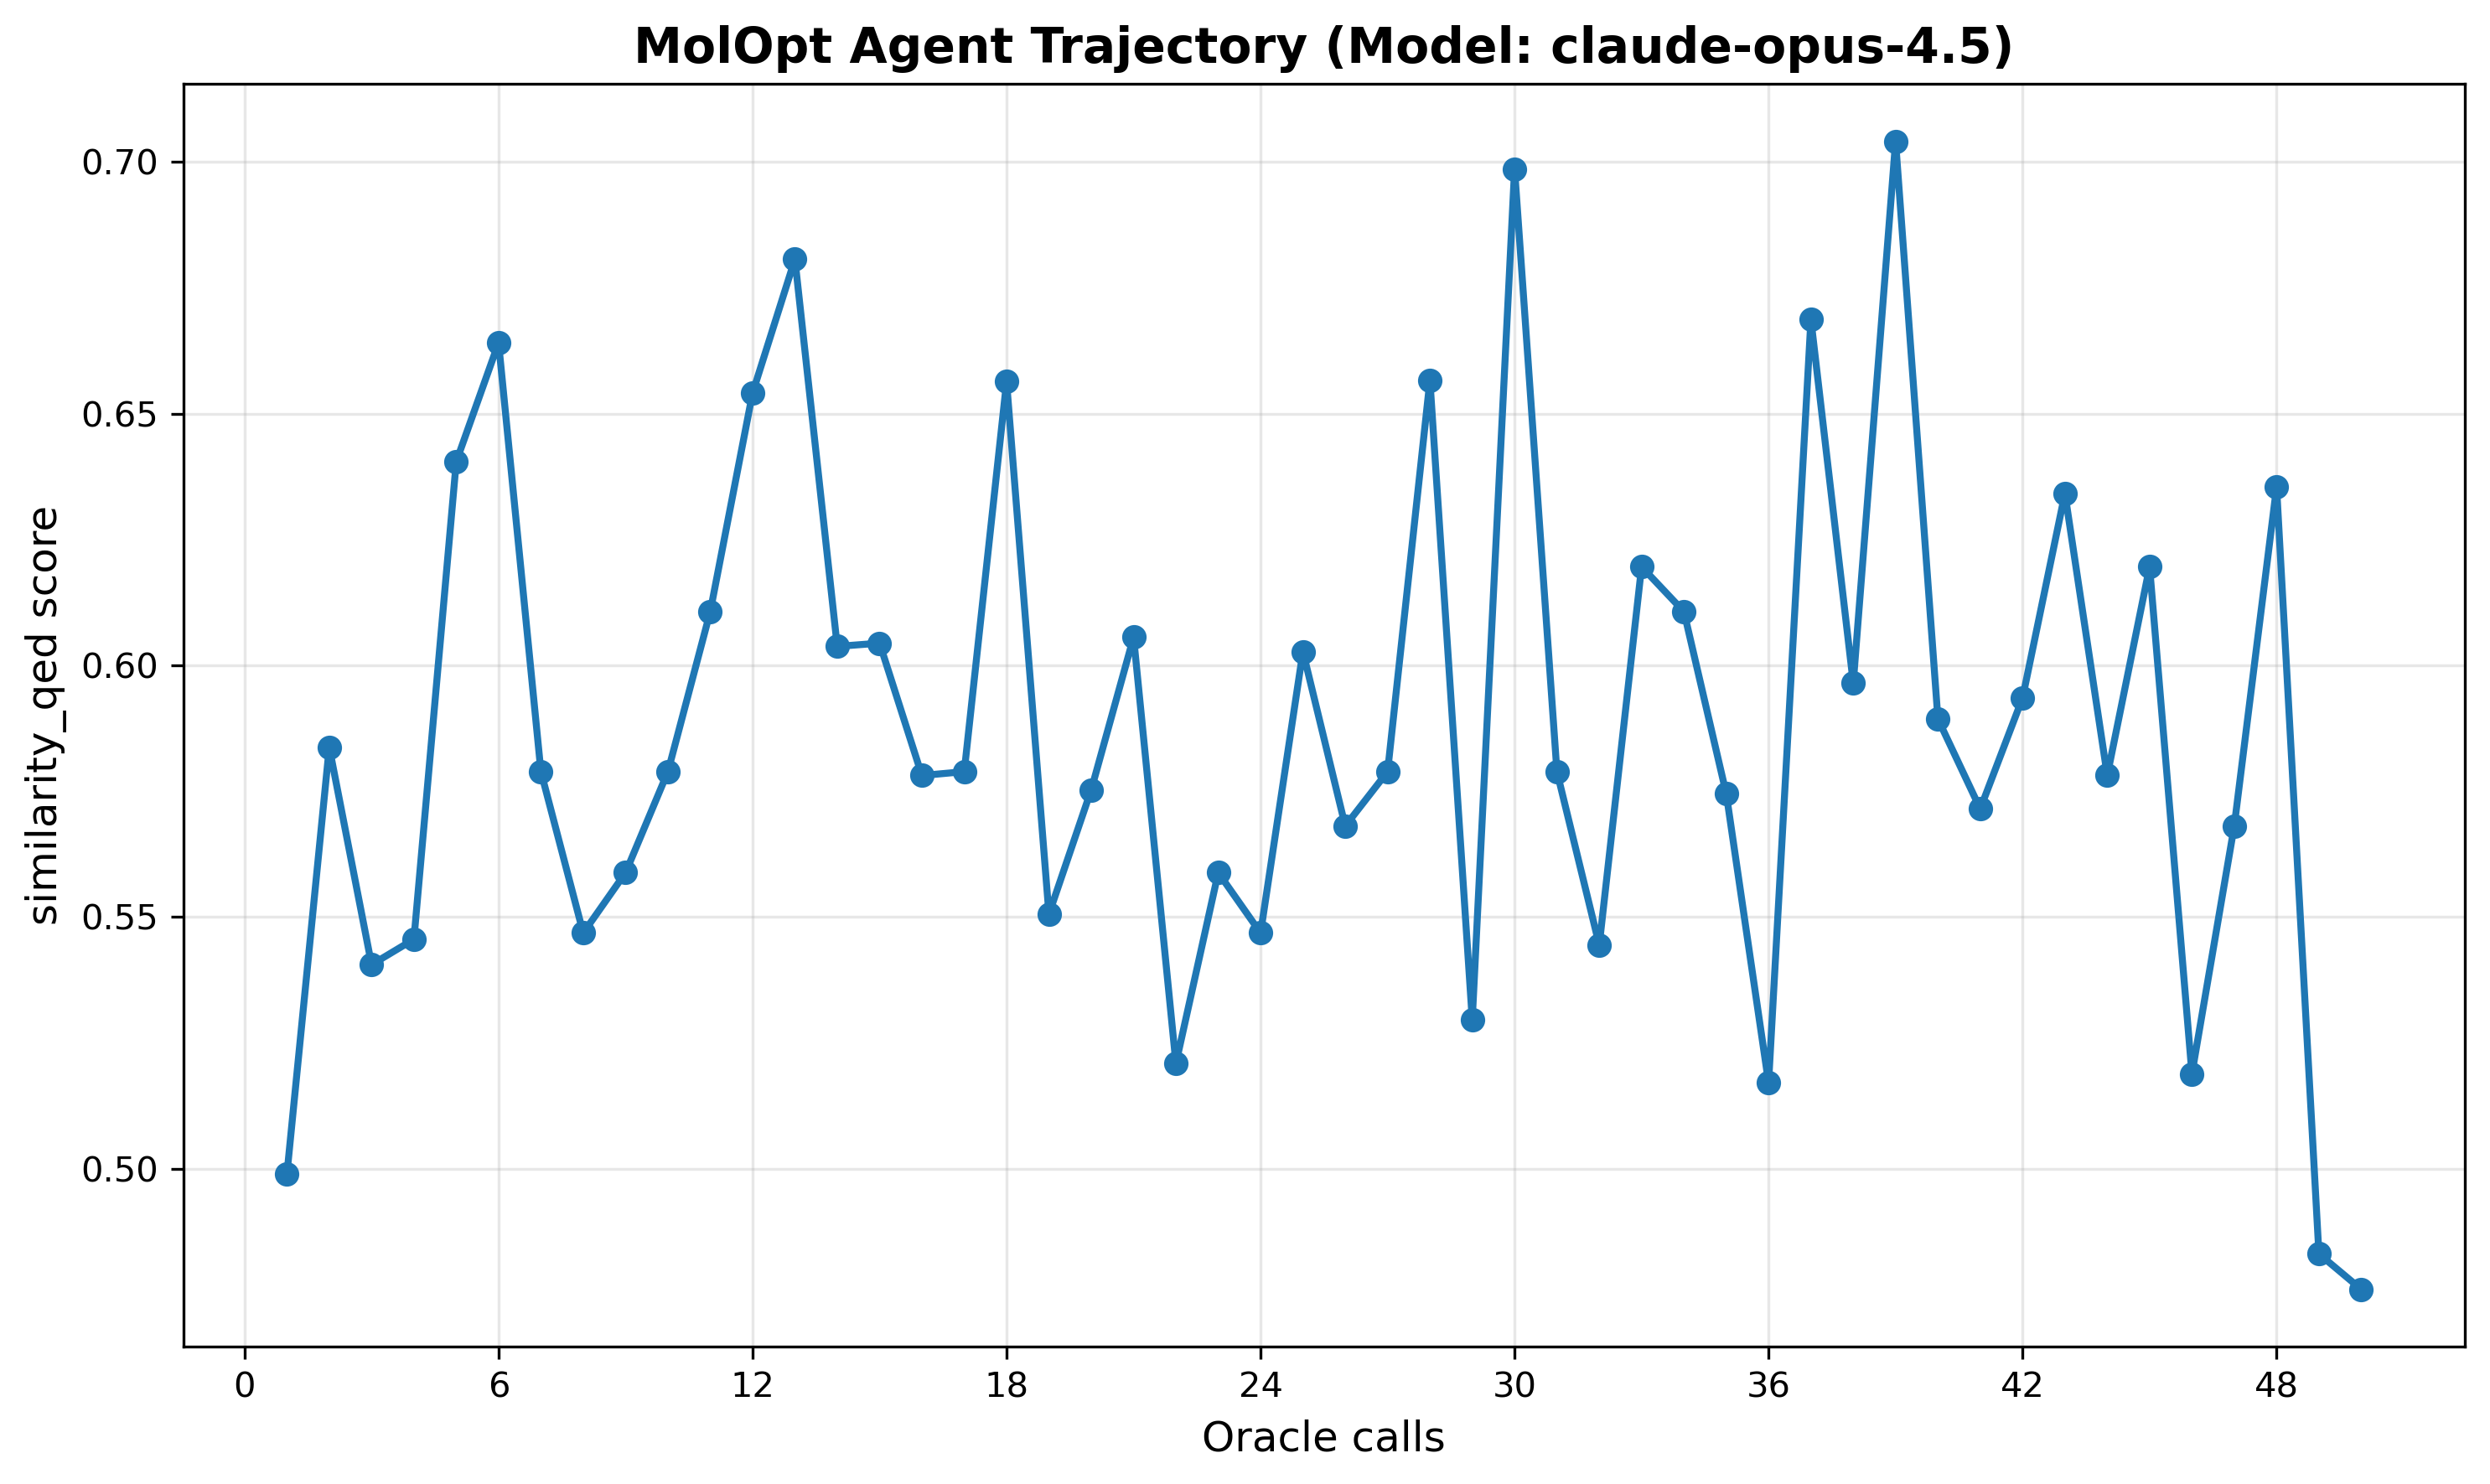 MolOpt Agent Trajectory (Model: claude-opus-4.5)
similarity_qed score
0.70
0.65
0.60
0.55
0.50
0 6 12 18 24 30 36 42 48
Oracle calls